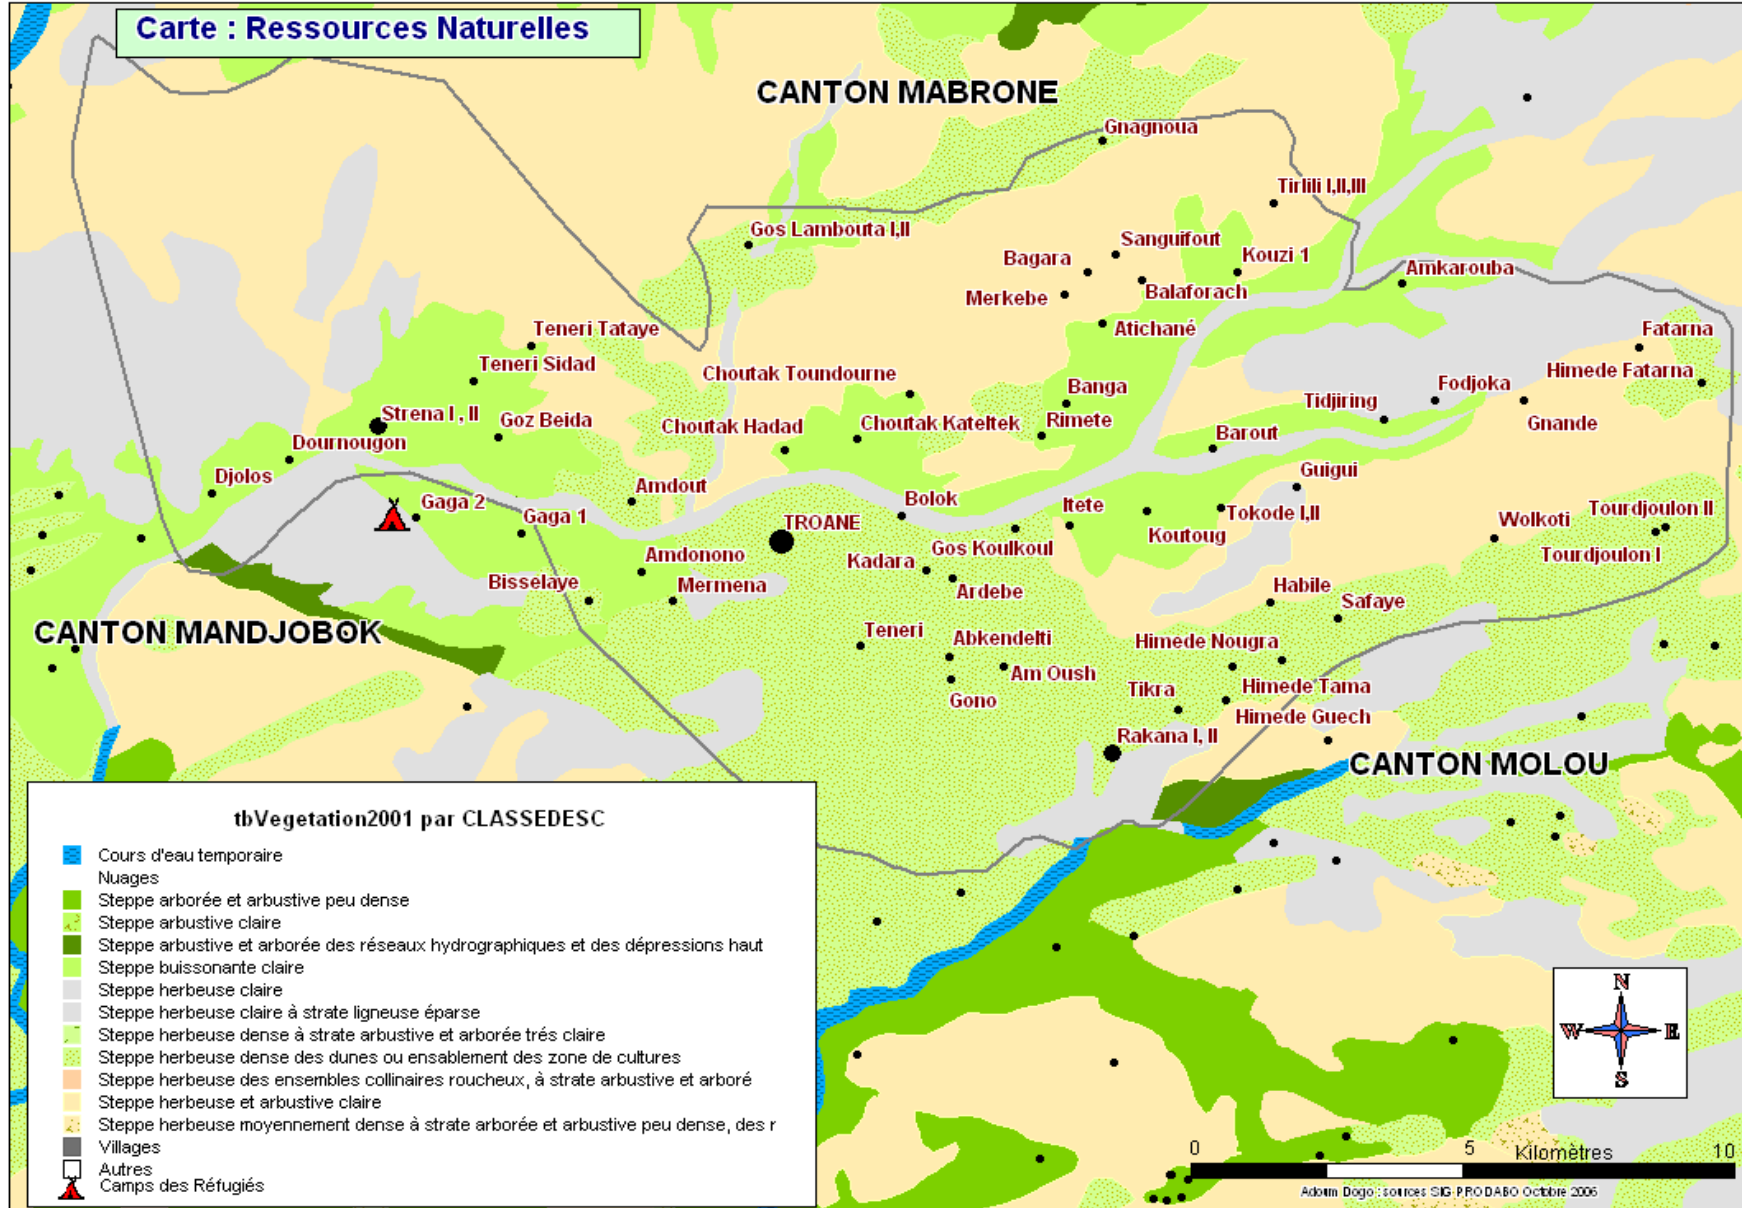 Carte : Ressources Naturelles
CANTON MABRONE
Gnagnoua
Tirlili I,II,III
Gos Lambouta I,II
Sanguifout
Bagara
Kouzi 1
Amkarouba
Merkebe
Balaforach
Teneri Tataye
Atichané
Fatarna
Teneri Sidad
Choutak Toundourne
Banga
Himede Fatarna
Fodjoka
Strena I , II
Goz Beida
Choutak Hadad
Choutak Kateltek
Rimete
Tidjiring
Gnande
Dournougon
Barout
Djolos
Guigui
Gaga 2
Amdout
Bolok
Itete
Tokode I,II
Tourdjoulon II
Gaga 1
TROANE
Koutoug
Wolkoti
Amdonono
Kadara
Gos Koulkoul
Tourdjoulon I
Bisselaye
Mermena
Ardebe
Habile
Safaye
CANTON MANDJOBOK
Teneri
Abkendelti
Himede Nougra
Am Oush
Tikra
Himede Tama
Gono
Himede Guech
Rakana I, II
CANTON MOLOU
tbVegetation2001 par CLASSEDESC
Cours d'eau temporaire
Nuages
Steppe arborée et arbustive peu dense
Steppe arbustive claire
Steppe arbustive et arborée des réseaux hydrographiques et des dépressions haut
Steppe buissonante claire
Steppe herbeuse claire
Steppe herbeuse claire à strate ligneuse éparse
Steppe herbeuse dense à strate arbustive et arborée trés claire
Steppe herbeuse dense des dunes ou ensablement des zone de cultures
Steppe herbeuse des ensembles collinaires roucheux, à strate arbustive et arboré
Steppe herbeuse et arbustive claire
Steppe herbeuse moyennement dense à strate arborée et arbustive peu dense, des r
Villages
Autres
Camps des Réfugiés
N
W E
S
0 5 10
Kilomètres
Adoum Dogo : sources SIG PRODABO Octobre 2006